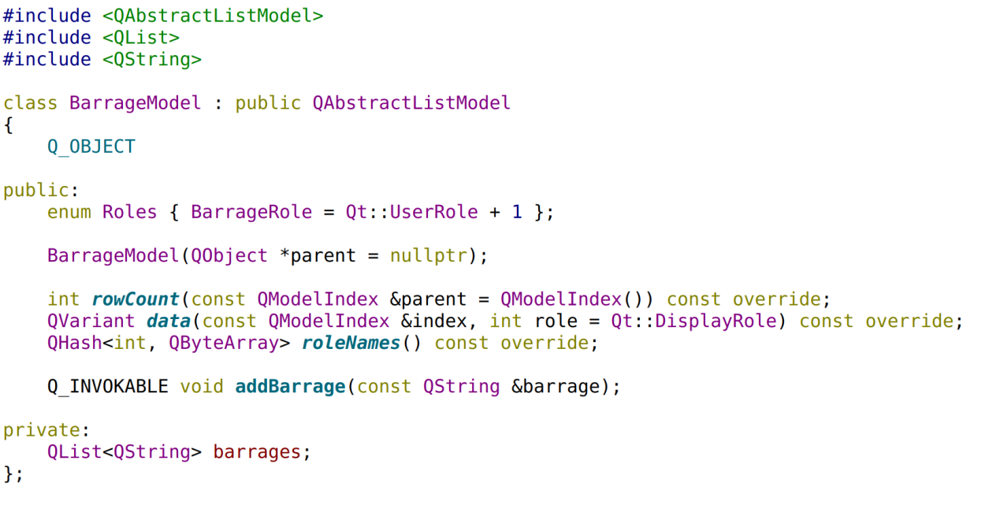 #include <QAbstractListModel>
#include <QList>
#include <QString>
class BarrageModel : public QAbstractListModel
{
    Q_OBJECT
public:
    enum Roles { BarrageRole = Qt::UserRole + 1 };
    BarrageModel(QObject *parent = nullptr);
    int rowCount(const QModelIndex &parent = QModelIndex()) const override;
    QVariant data(const QModelIndex &index, int role = Qt::DisplayRole) const override;
    QHash<int, QByteArray> roleNames() const override;
    Q_INVOKABLE void addBarrage(const QString &barrage);
private:
    QList<QString> barrages;
};